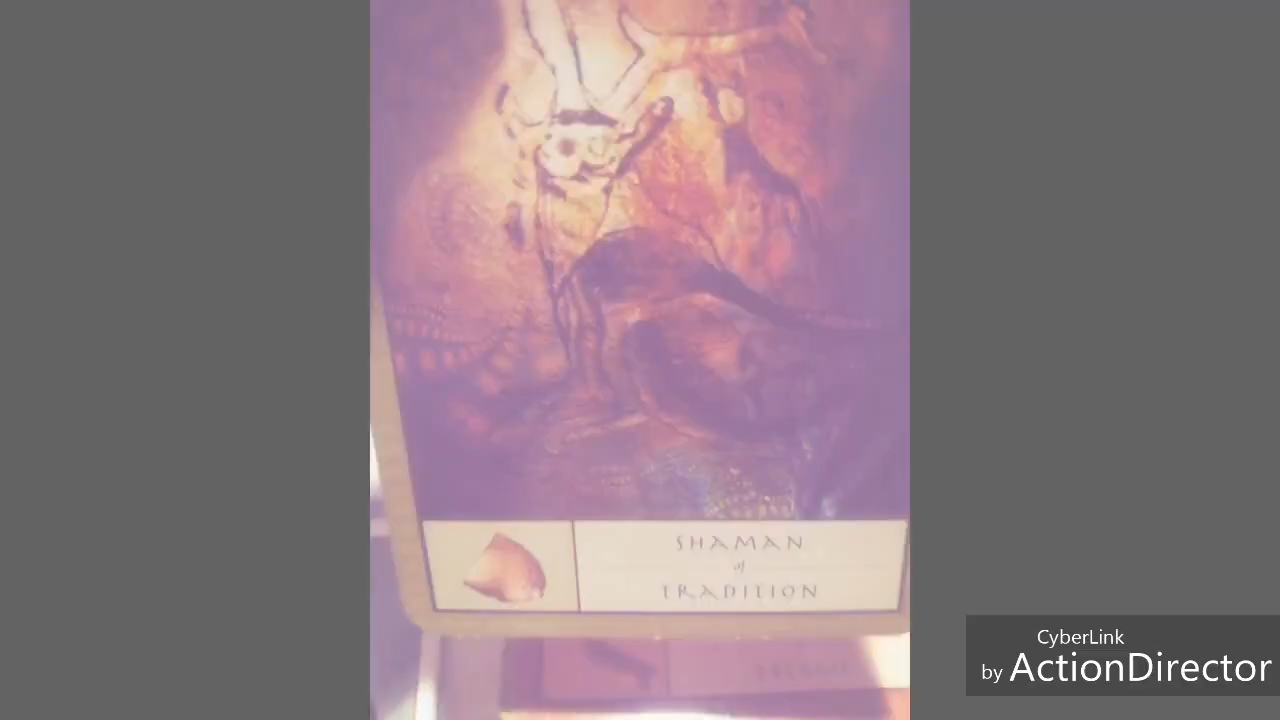 SHAMAN
of
TRADITION
CyberLink
by ActionDirector